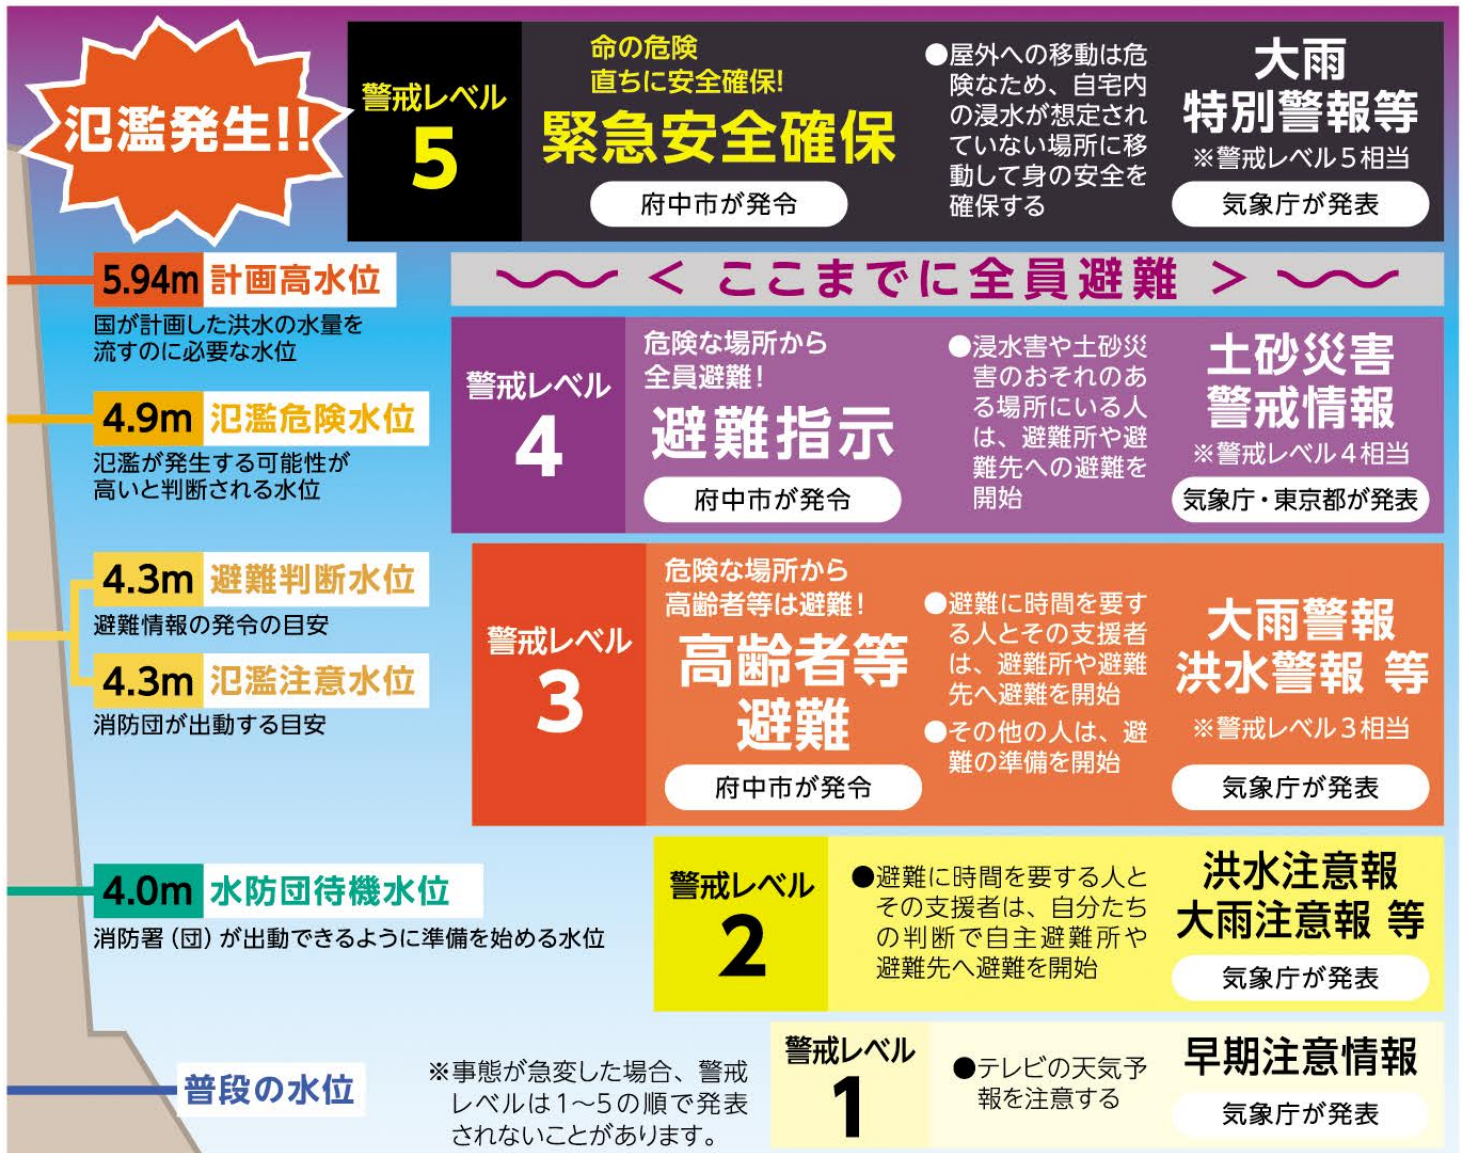 氾濫発生!!
警戒レベル
5
命の危険
直ちに安全確保!
緊急安全確保
府中市が発令
●屋外への移動は危
険なため、自宅内
の浸水が想定され
ていない場所に移
動して身の安全を
確保する
大雨
特別警報等
※警戒レベル5相当
気象庁が発表
5.94m 計画高水位
国が計画した洪水の水量を
流すのに必要な水位
＜ ここまでに全員避難 ＞
4.9m 氾濫危険水位
氾濫が発生する可能性が
高いと判断される水位
警戒レベル
4
危険な場所から
全員避難!
避難指示
府中市が発令
●浸水害や土砂災
害のおそれのあ
る場所にいる人
は、避難所や避
難先への避難を
開始
土砂災害
警戒情報
※警戒レベル4相当
気象庁・東京都が発表
4.3m 避難判断水位
避難情報の発令の目安
4.3m 氾濫注意水位
消防団が出動する目安
警戒レベル
3
危険な場所から
高齢者等は避難!
高齢者等
避難
府中市が発令
●避難に時間を要す
る人とその支援者
は、避難所や避難
先へ避難を開始
●その他の人は、避
難の準備を開始
大雨警報
洪水警報 等
※警戒レベル3相当
気象庁が発表
4.0m 水防団待機水位
消防署（団）が出動できるように準備を始める水位
警戒レベル
2
●避難に時間を要する人と
その支援者は、自分たち
の判断で自主避難所や
避難先へ避難を開始
洪水注意報
大雨注意報 等
気象庁が発表
普段の水位
※事態が急変した場合、警戒
レベルは1〜5の順で発表
されないことがあります。
警戒レベル
1
●テレビの天気予
報を注意する
早期注意情報
気象庁が発表